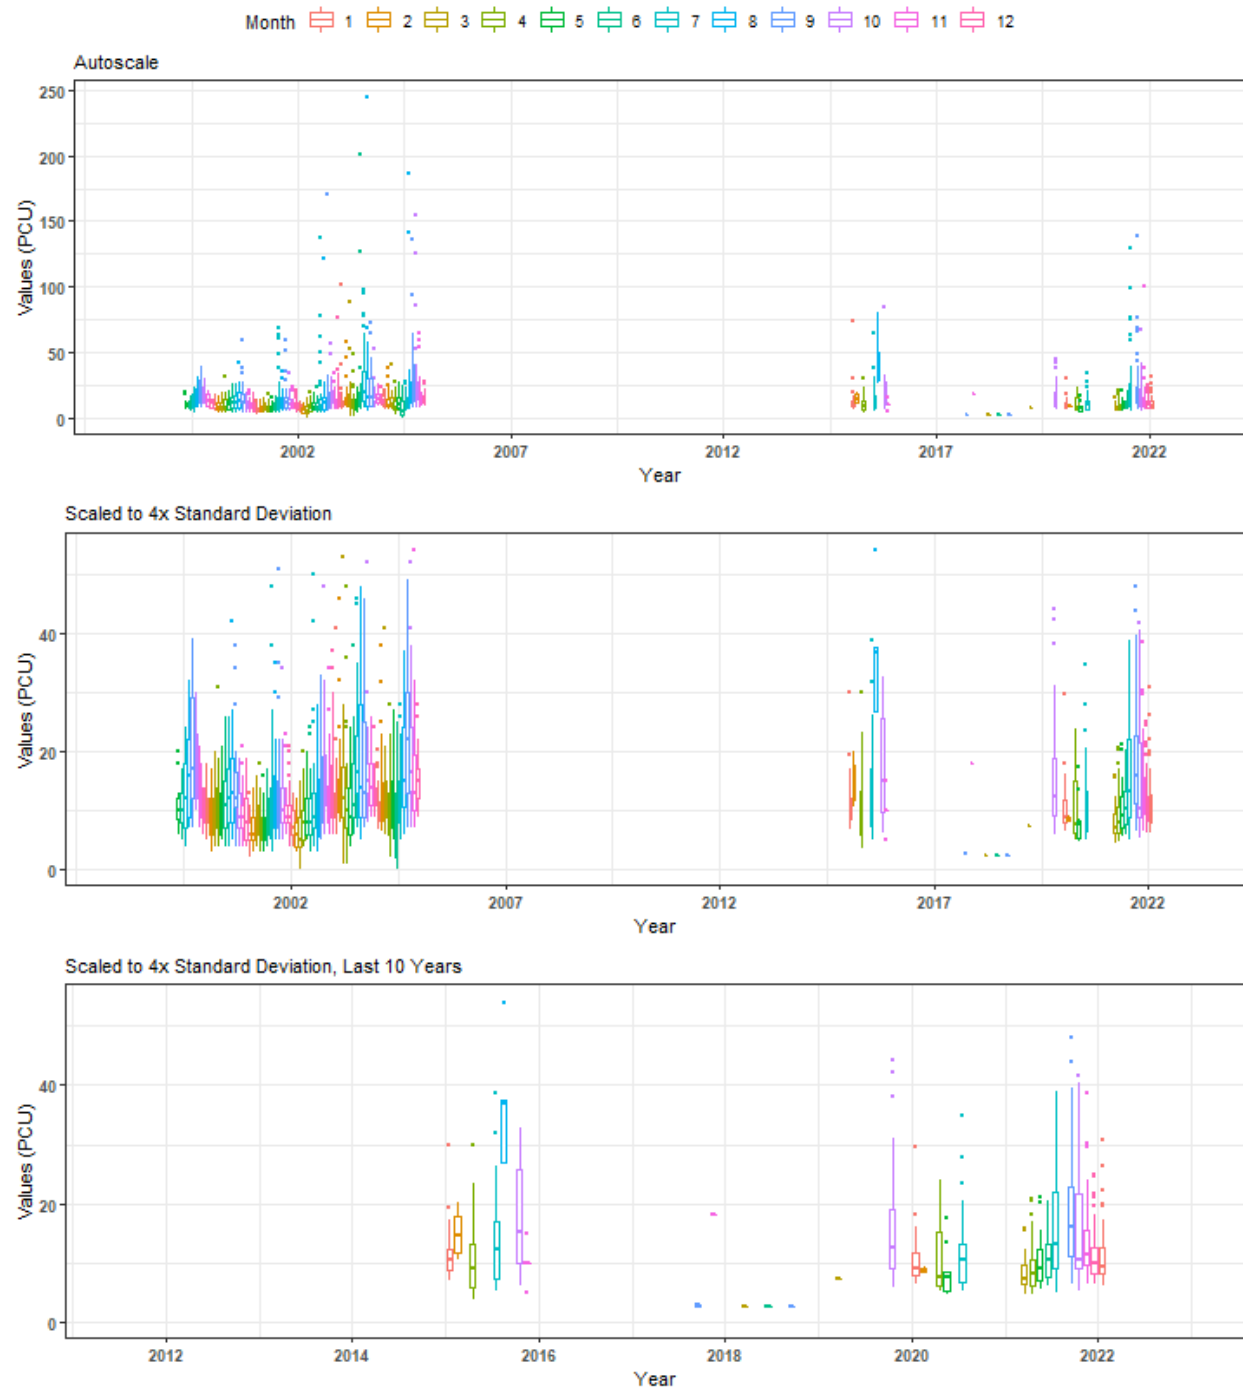 Month 1 2 3 4 5 6 7 8 9 10 11 12
Autoscale
250
200
150
100
50
0
Values (PCU)
2002 2007 2012 2017 2022
Year
Scaled to 4x Standard Deviation
40
20
0
Values (PCU)
2002 2007 2012 2017 2022
Year
Scaled to 4x Standard Deviation, Last 10 Years
40
20
0
Values (PCU)
2012 2014 2016 2018 2020 2022
Year